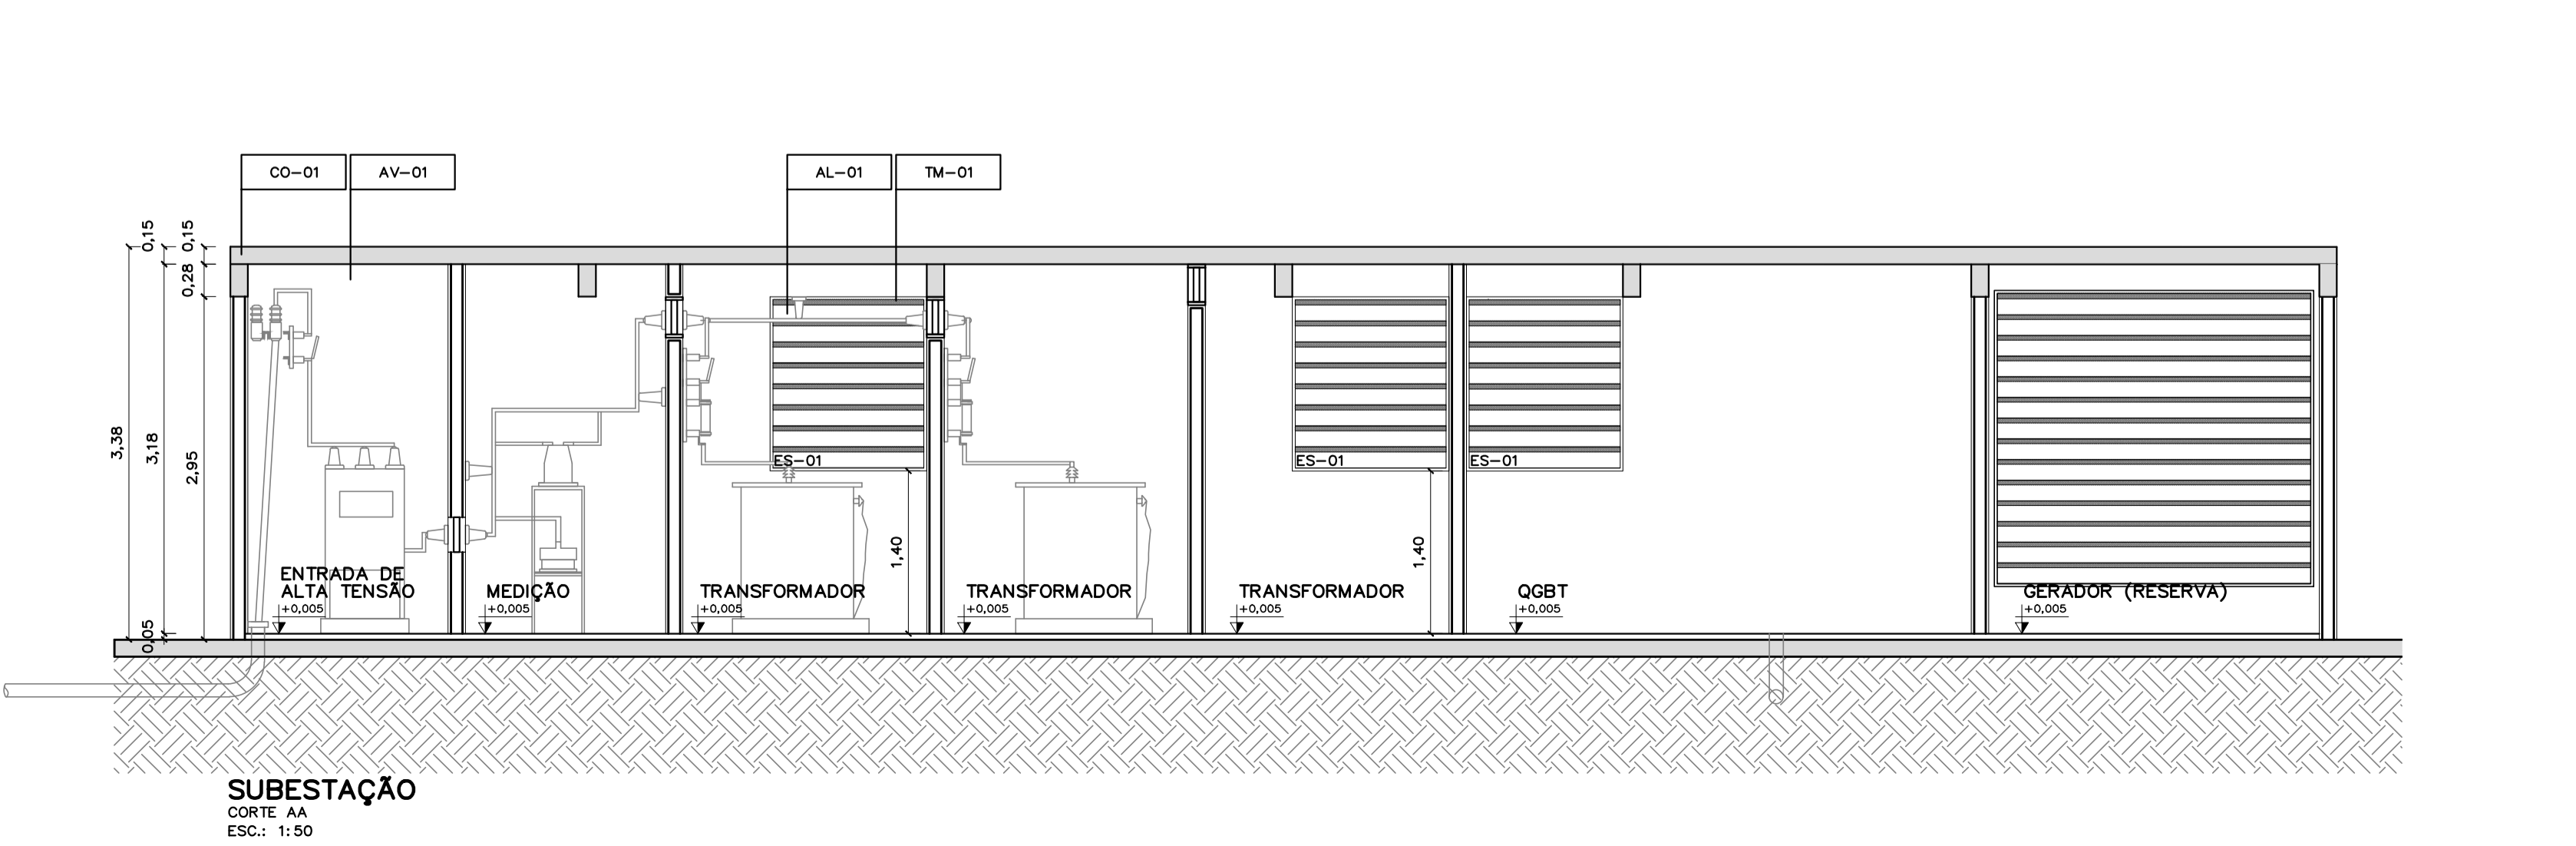 CO-01
AV-01
AL-01
TM-01
0,15
0,15
0,28
3,38
3,18
2,95
0,05
ES-01
ES-01
ES-01
1,40
1,40
ENTRADA DE
ALTA TENSÃO
+0,005
MEDIÇÃO
+0,005
TRANSFORMADOR
+0,005
TRANSFORMADOR
+0,005
TRANSFORMADOR
+0,005
QGBT
+0,005
GERADOR (RESERVA)
+0,005
SUBESTAÇÃO
CORTE AA
ESC.: 1:50